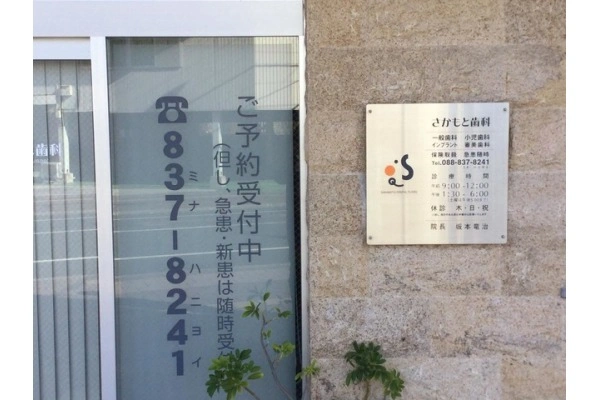 ご予約受付中
(但し、急患・新患は随時受
☎837-8241
ミナ ハニヨイ
歯科
さかもと歯科
一般歯科 小児歯科
インプラント 審美歯科
保険取扱 急患随時
TEL.088-837-8241
診療時間
午前 9:00-12:00
午後 1:30-6:00
休診 木・日・祝
院長 坂本竜治